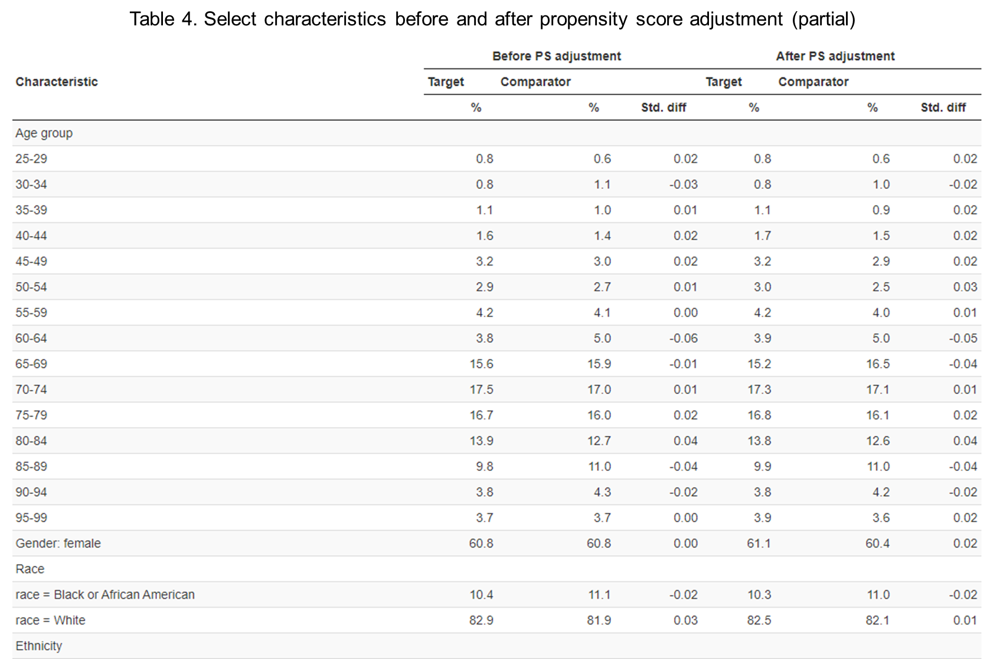 Table 4. Select characteristics before and after propensity score adjustment (partial)
Before PS adjustment After PS adjustment
Characteristic Target Comparator Target Comparator
% % Std. diff % % Std. diff
Age group
25-29 0.8 0.6 0.02 0.8 0.6 0.02
30-34 0.8 1.1 -0.03 0.8 1.0 -0.02
35-39 1.1 1.0 0.01 1.1 0.9 0.02
40-44 1.6 1.4 0.02 1.7 1.5 0.02
45-49 3.2 3.0 0.02 3.2 2.9 0.02
50-54 2.9 2.7 0.01 3.0 2.5 0.03
55-59 4.2 4.1 0.00 4.2 4.0 0.01
60-64 3.8 5.0 -0.06 3.9 5.0 -0.05
65-69 15.6 15.9 -0.01 15.2 16.5 -0.04
70-74 17.5 17.0 0.01 17.3 17.1 0.01
75-79 16.7 16.0 0.02 16.8 16.1 0.02
80-84 13.9 12.7 0.04 13.8 12.6 0.04
85-89 9.8 11.0 -0.04 9.9 11.0 -0.04
90-94 3.8 4.3 -0.02 3.8 4.2 -0.02
95-99 3.7 3.7 0.00 3.9 3.6 0.02
Gender: female 60.8 60.8 0.00 61.1 60.4 0.02
Race
race = Black or African American 10.4 11.1 -0.02 10.3 11.0 -0.02
race = White 82.9 81.9 0.03 82.5 82.1 0.01
Ethnicity